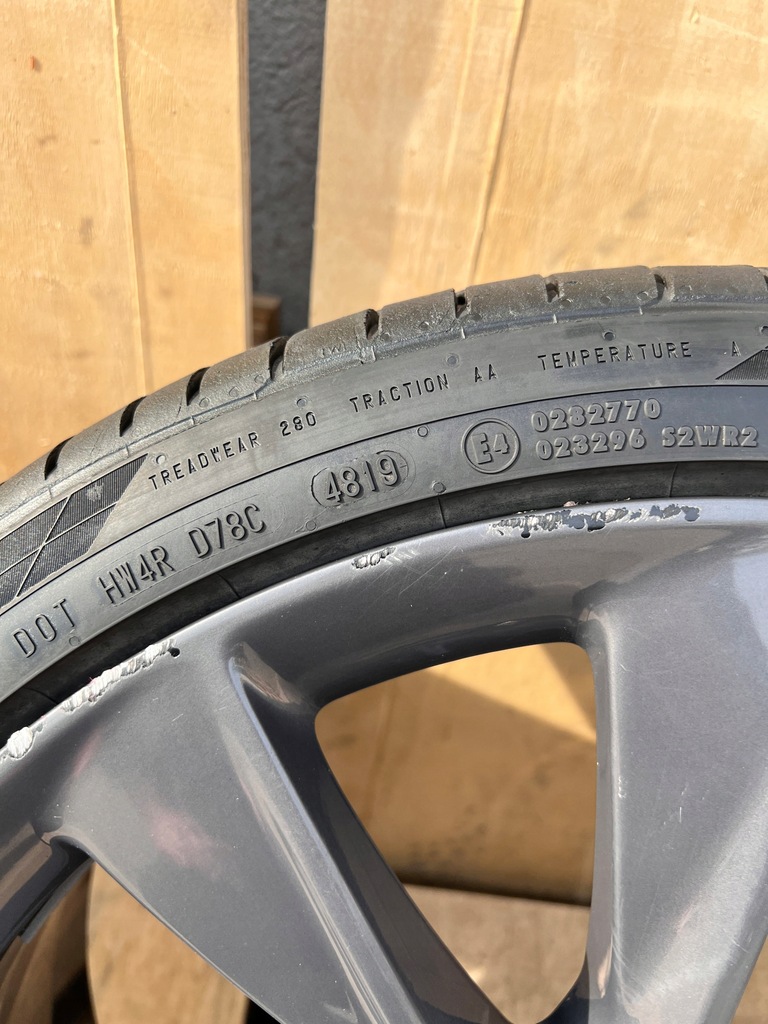 TREADWEAR 280 TRACTION AA TEMPERATURE A
DOT HW4R D78C 4819
E4
0282770
023296 S2WR2